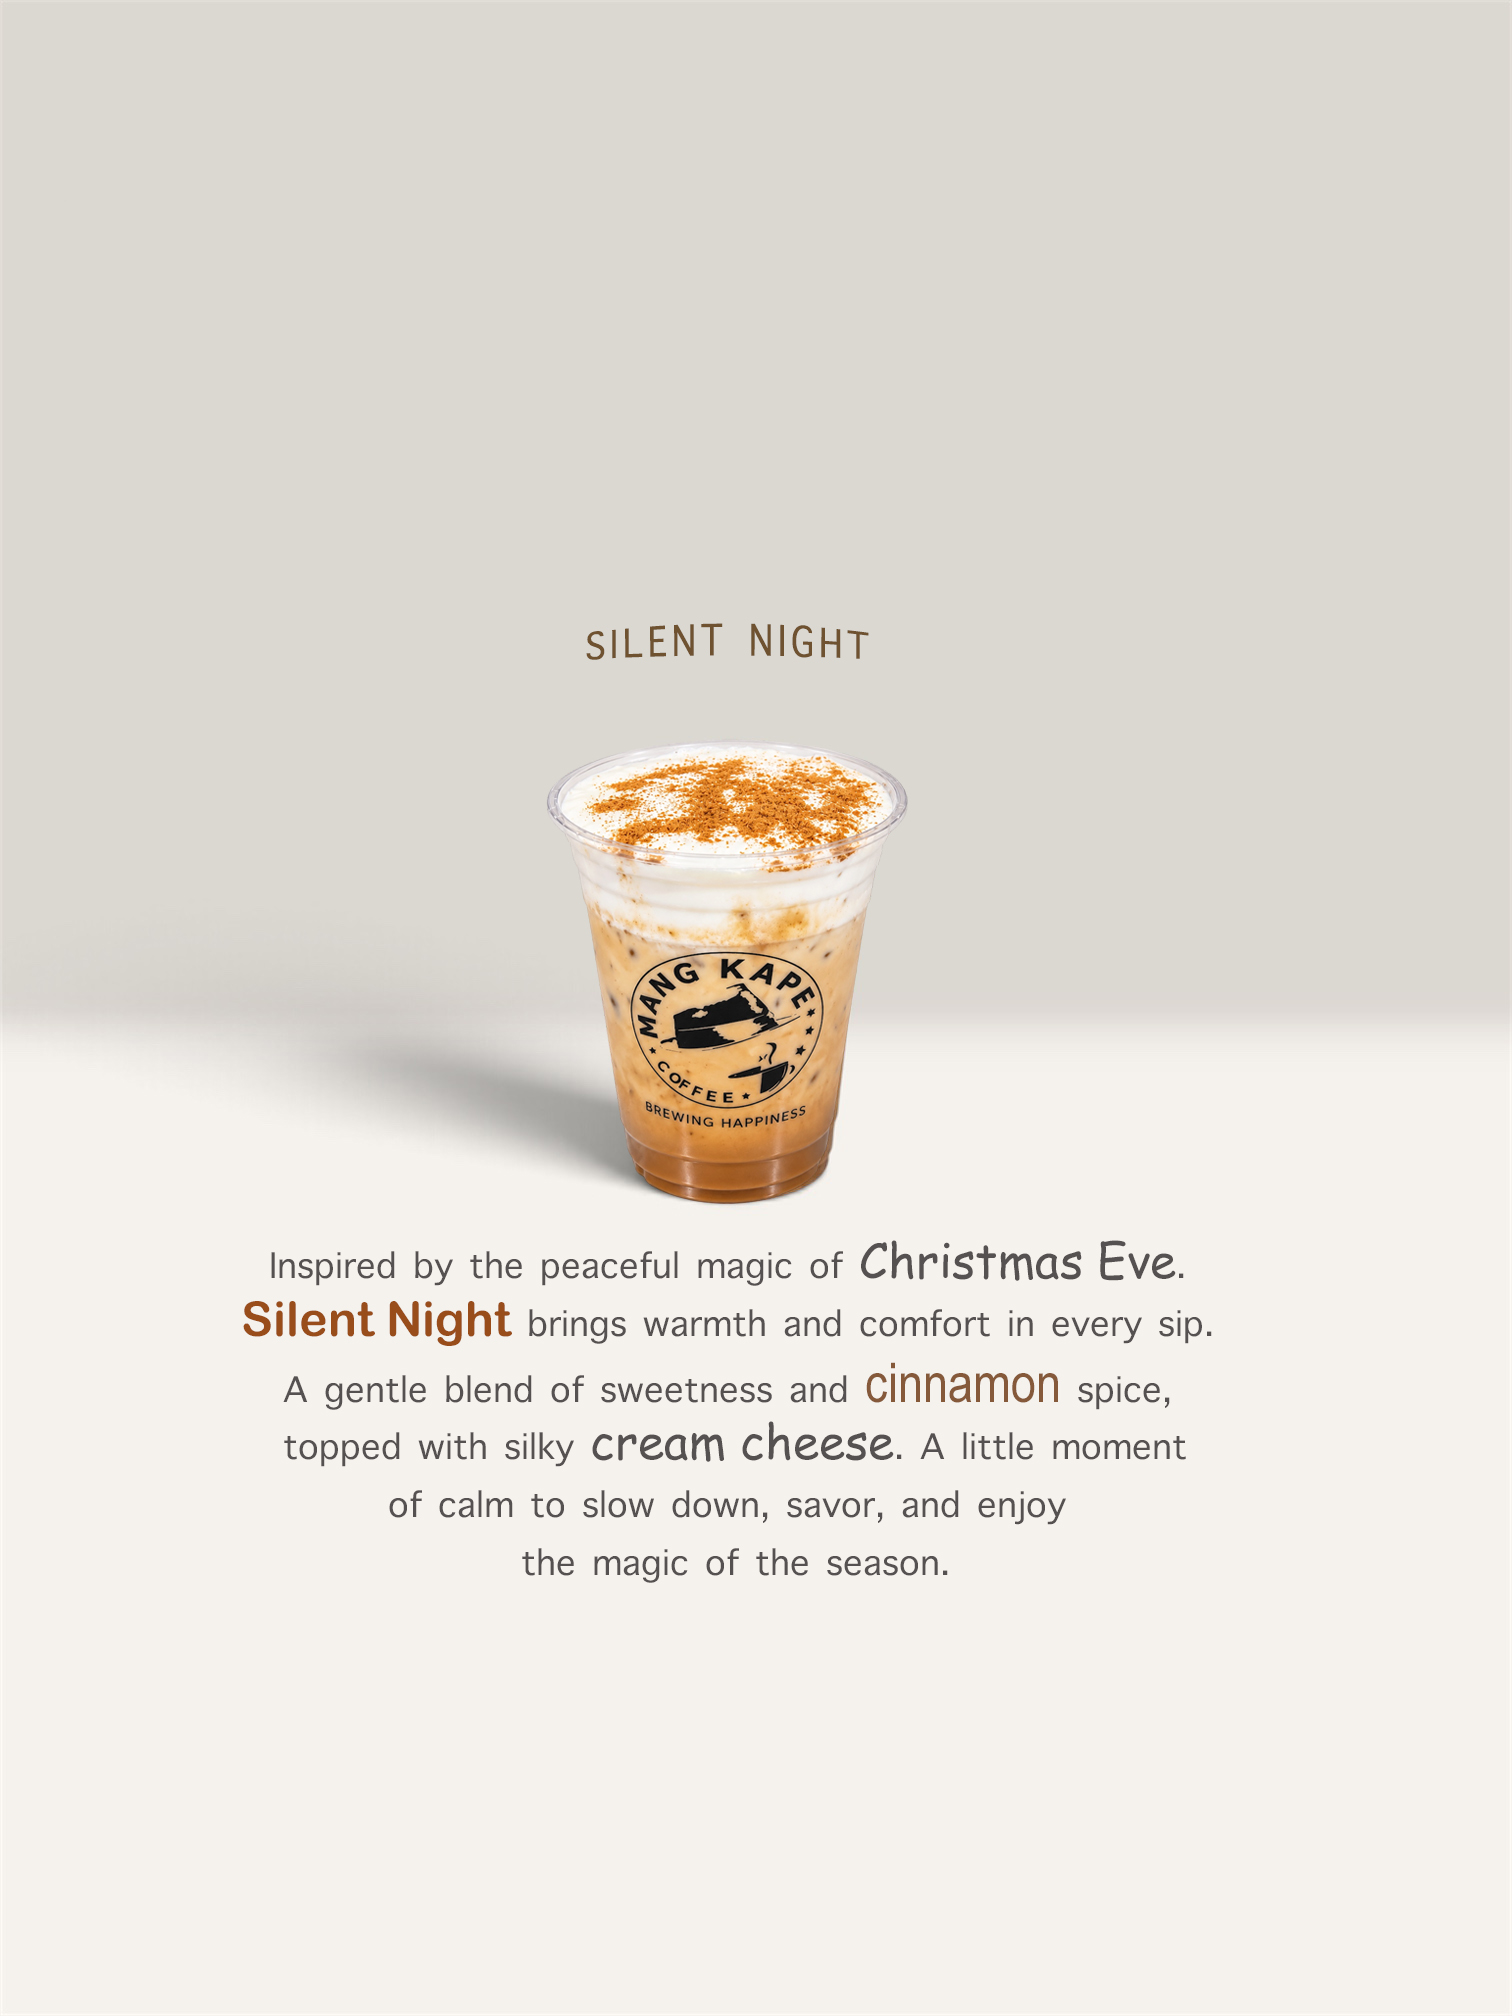 SILENT NIGHT
MANG KAPE
COFFEE
BREWING HAPPINESS
Inspired by the peaceful magic of Christmas Eve.
Silent Night brings warmth and comfort in every sip.
A gentle blend of sweetness and cinnamon spice,
topped with silky cream cheese. A little moment
of calm to slow down, savor, and enjoy
the magic of the season.